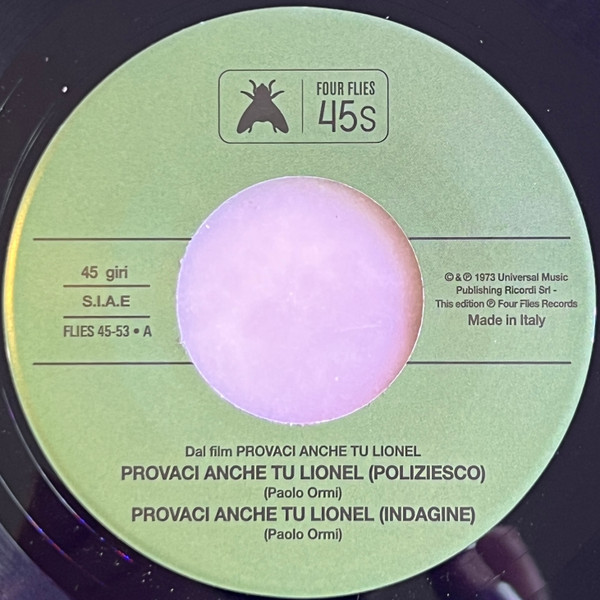 FOUR FLIES
45s
45 giri
S.I.A.E
FLIES 45-53 • A
© & ℗ 1973 Universal Music
Publishing Ricordi Srl -
This edition ℗ Four Flies Records
Made in Italy
Dal film PROVACI ANCHE TU LIONEL
PROVACI ANCHE TU LIONEL (POLIZIESCO)
(Paolo Ormi)
PROVACI ANCHE TU LIONEL (INDAGINE)
(Paolo Ormi)